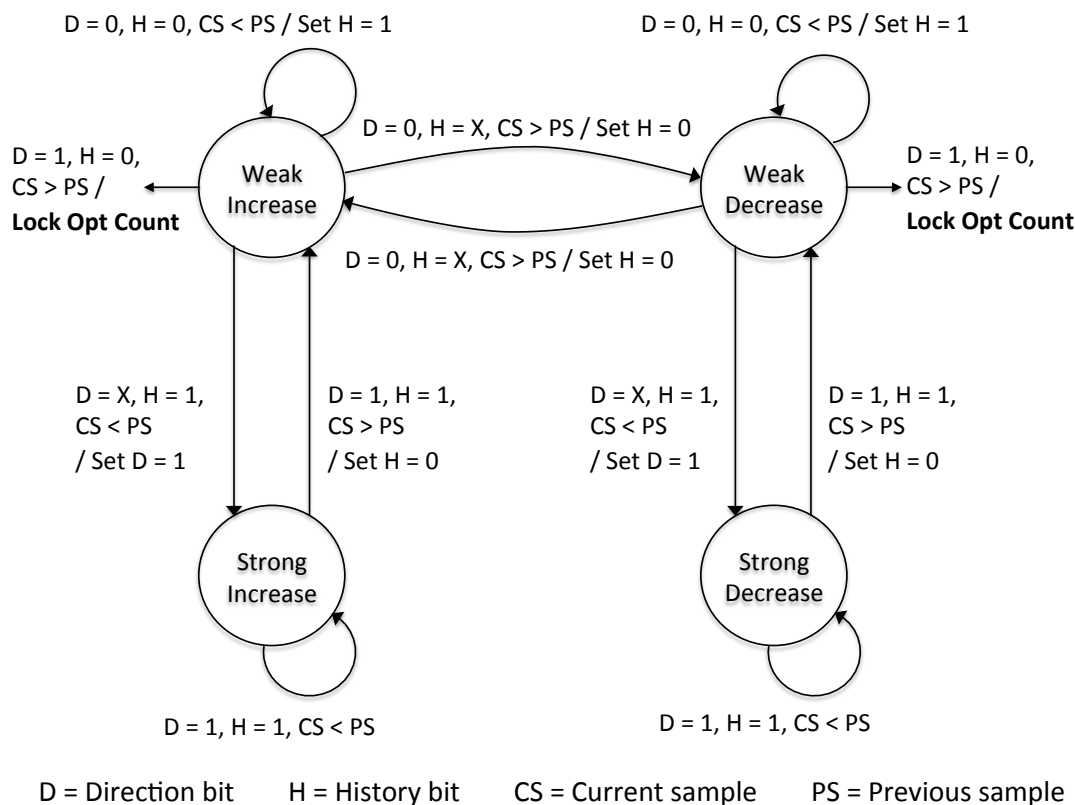 D = 0, H = 0, CS < PS / Set H = 1
D = 0, H = 0, CS < PS / Set H = 1
D = 0, H = X, CS > PS / Set H = 0
D = 1, H = 0,
CS > PS /
Lock Opt Count
Weak
Increase
Weak
Decrease
D = 1, H = 0,
CS > PS /
Lock Opt Count
D = 0, H = X, CS > PS / Set H = 0
D = X, H = 1,
CS < PS
/ Set D = 1
D = 1, H = 1,
CS > PS
/ Set H = 0
D = X, H = 1,
CS < PS
/ Set D = 1
D = 1, H = 1,
CS > PS
/ Set H = 0
Strong
Increase
Strong
Decrease
D = 1, H = 1, CS < PS
D = 1, H = 1, CS < PS
D = Direction bit H = History bit CS = Current sample PS = Previous sample